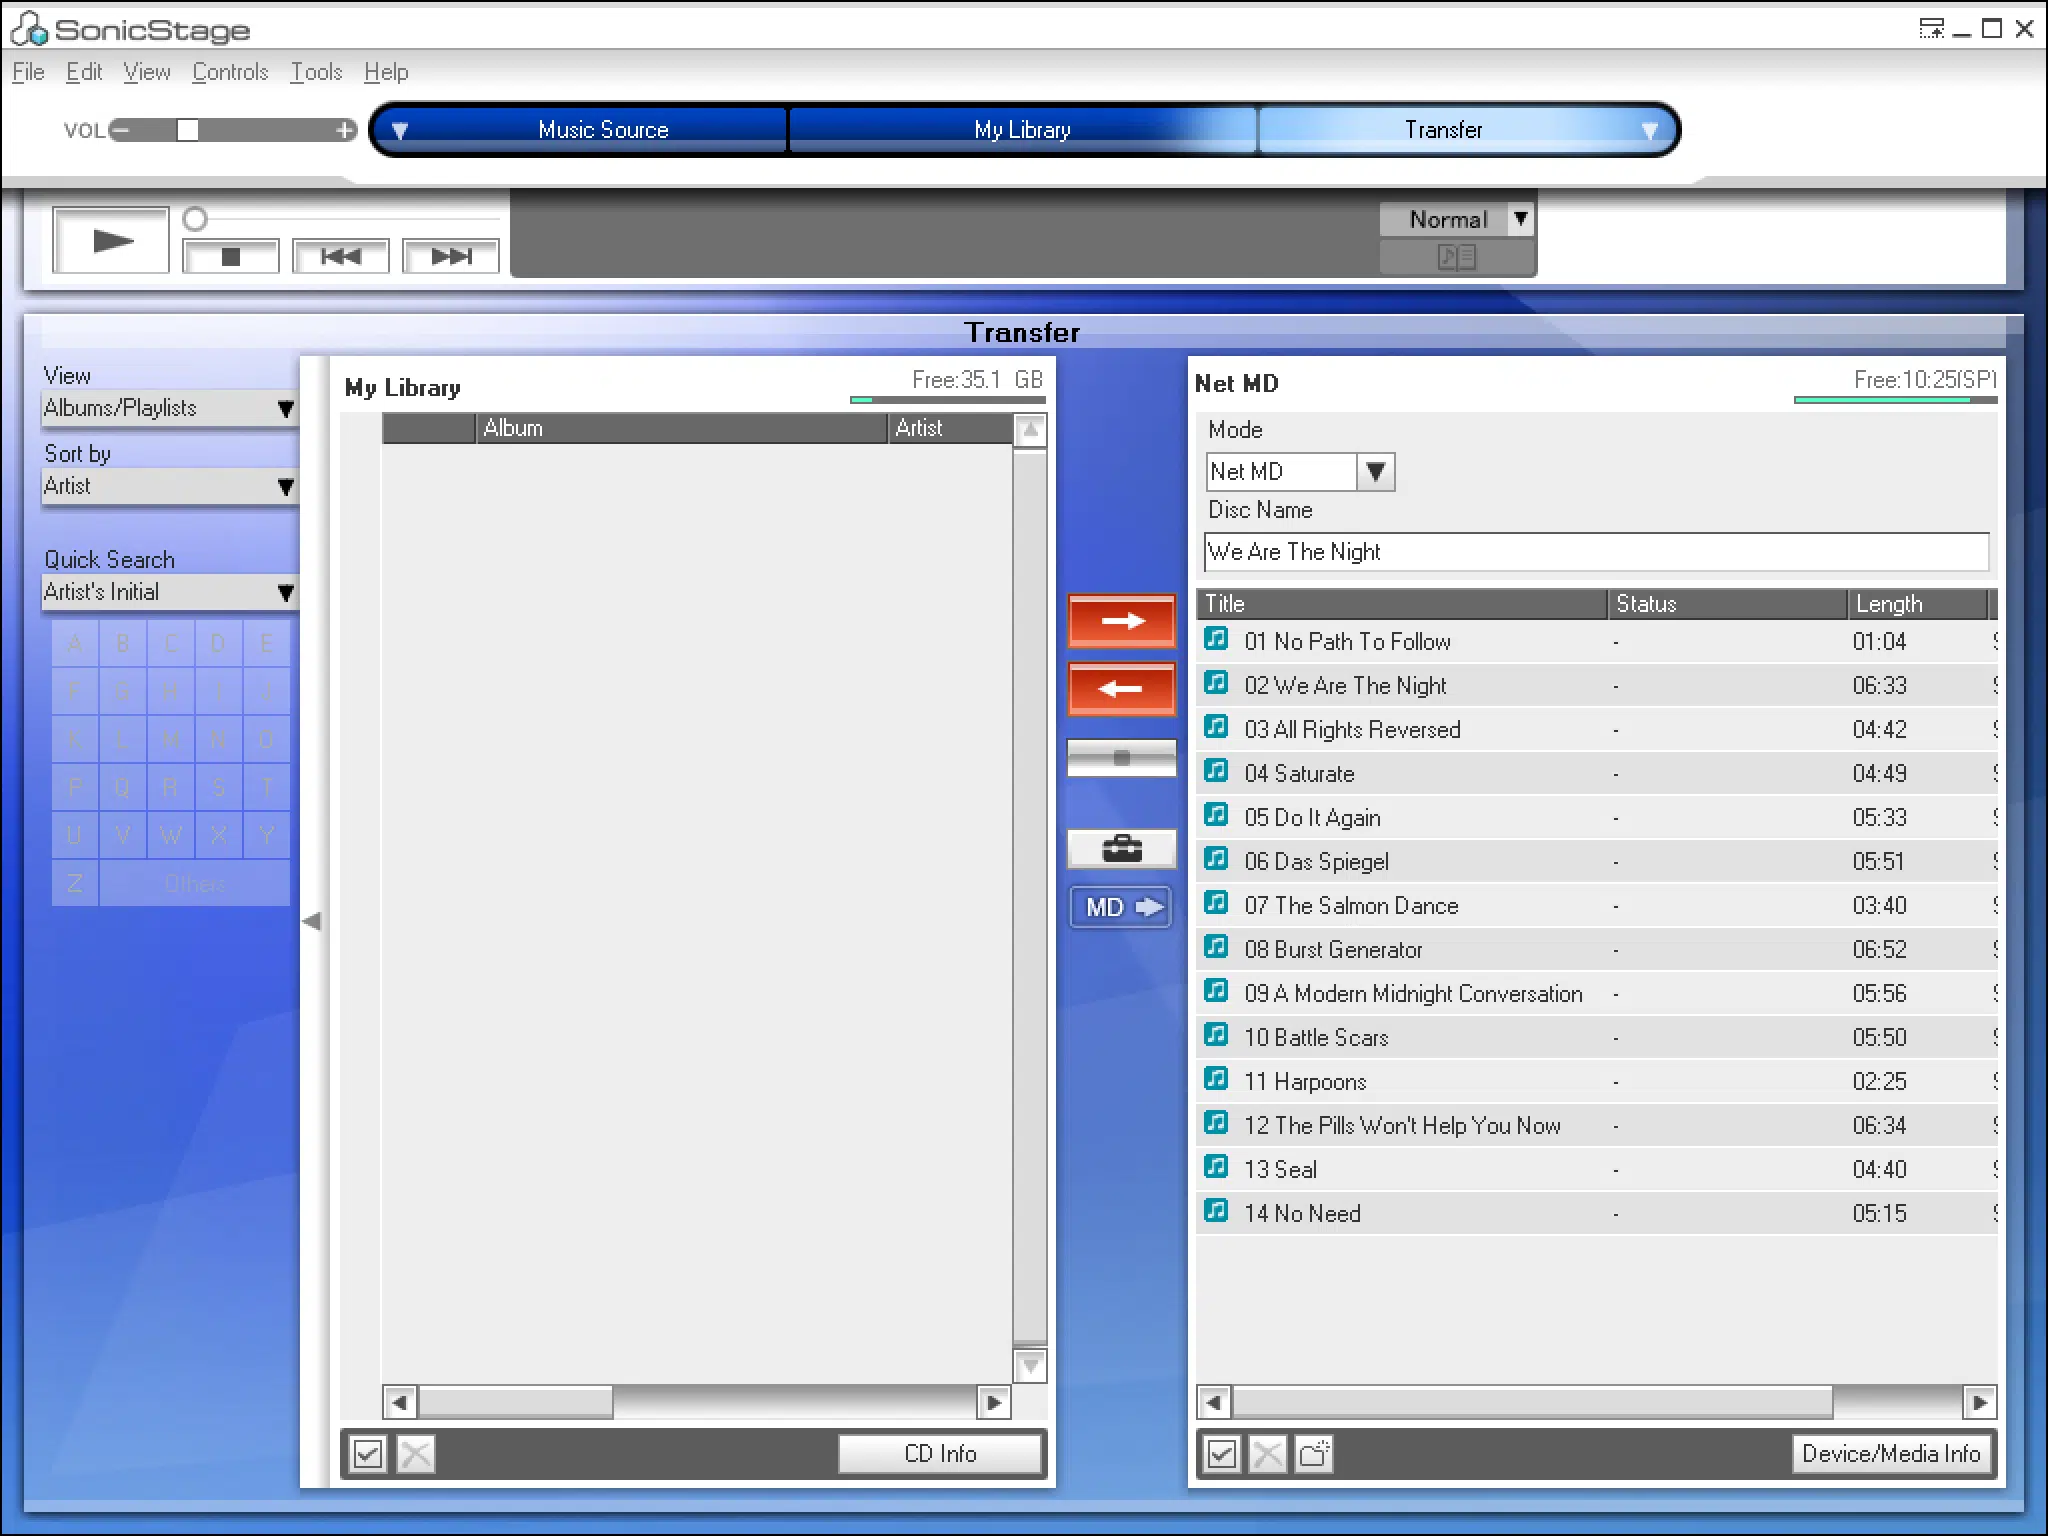 SonicStage
File Edit View Controls Tools Help
VOL
Music Source
My Library
Transfer
Normal
Transfer
View
Albums/Playlists
Sort by
Artist
Quick Search
Artist's Initial
A B C D E
F G H I J
K L M N O
P Q R S T
U V W X Y
Z Others
My Library
Free:35.1 GB
Album Artist
CD Info
MD
Net MD
Free:10:25(SP)
Mode
Net MD
Disc Name
We Are The Night
Title Status Length
01 No Path To Follow - 01:04
02 We Are The Night - 06:33
03 All Rights Reversed - 04:42
04 Saturate - 04:49
05 Do It Again - 05:33
06 Das Spiegel - 05:51
07 The Salmon Dance - 03:40
08 Burst Generator - 06:52
09 A Modern Midnight Conversation - 05:56
10 Battle Scars - 05:50
11 Harpoons - 02:25
12 The Pills Won't Help You Now - 06:34
13 Seal - 04:40
14 No Need - 05:15
Device/Media Info